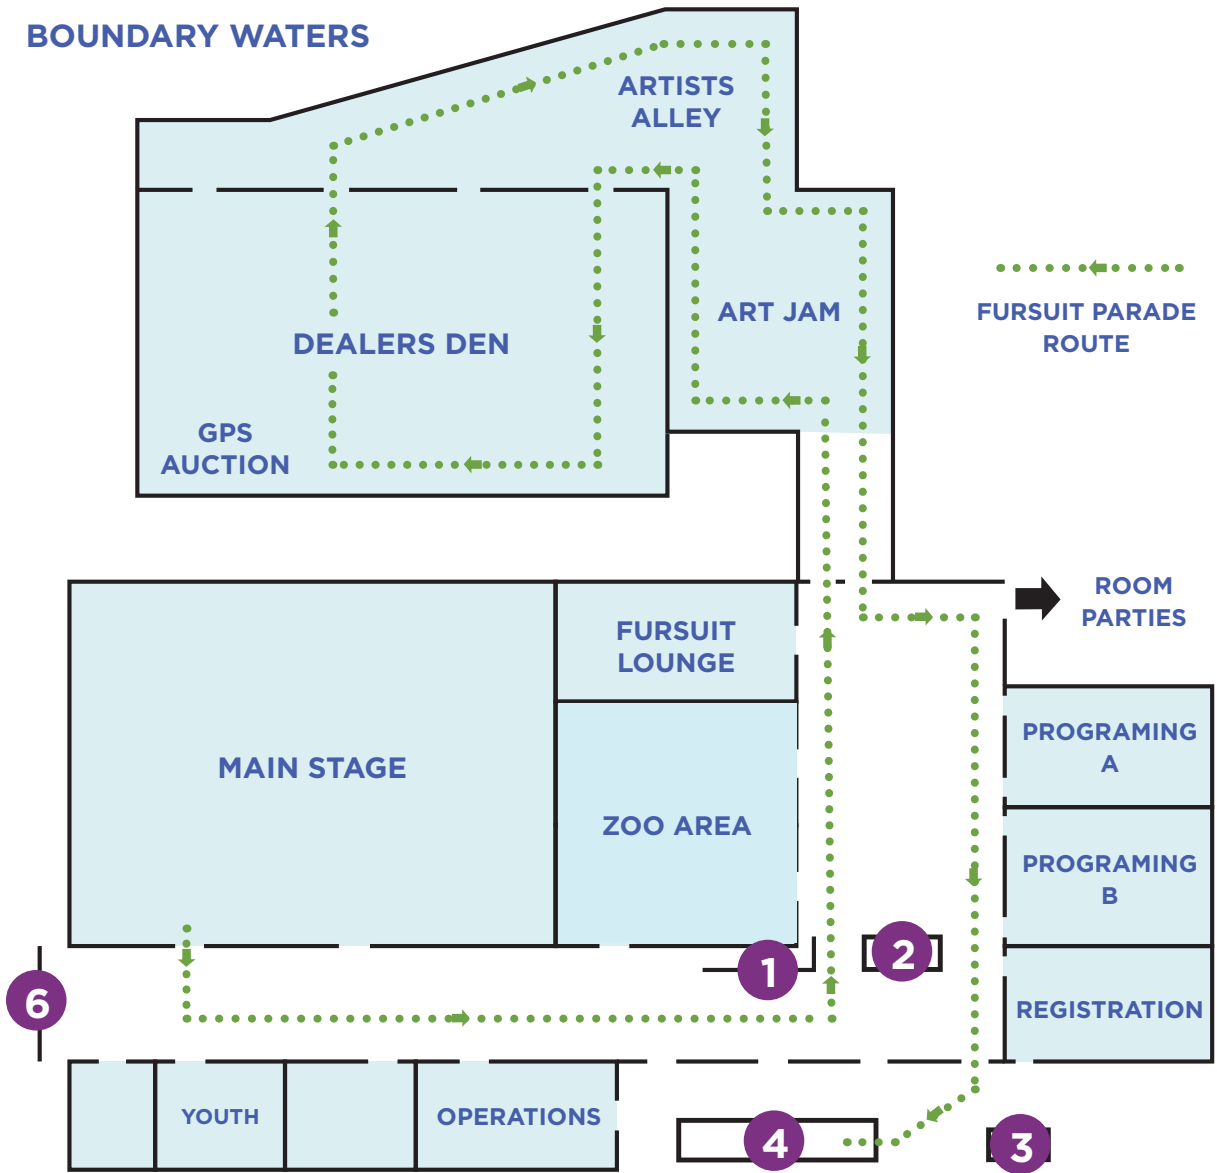 BOUNDARY WATERS
ARTISTS
ALLEY
ART JAM
FURSUIT PARADE
ROUTE
DEALERS DEN
GPS
AUCTION
ROOM
PARTIES
FURSUIT
LOUNGE
MAIN STAGE
ZOO AREA
PROGRAMING
A
PROGRAMING
B
1
2
6
REGISTRATION
YOUTH
OPERATIONS
4
3